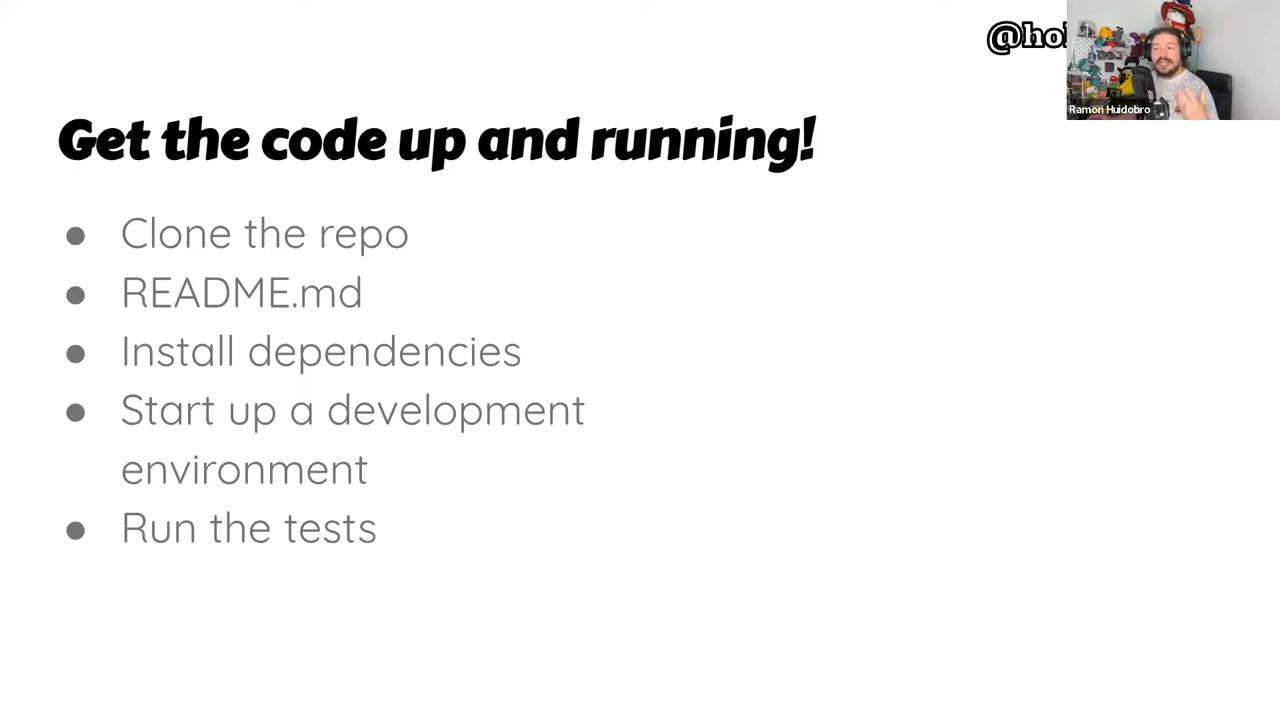 Ramon Huidobro
Get the code up and running!
● Clone the repo
● README.md
● Install dependencies
● Start up a development
environment
● Run the tests